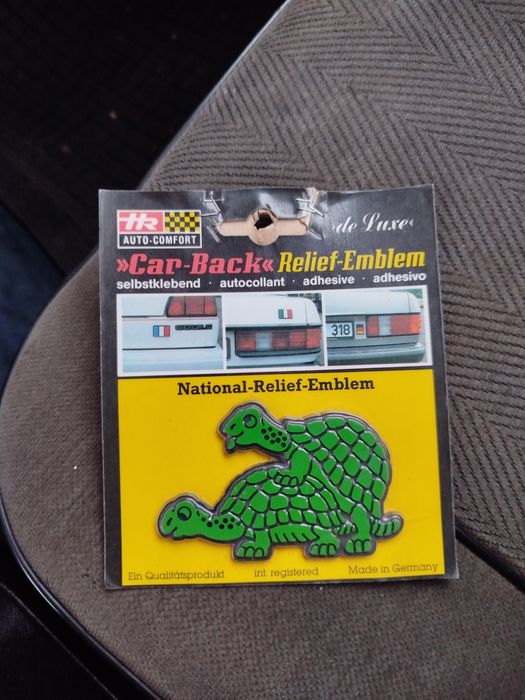 HR
AUTO-COMFORT
»de Luxe«
»Car-Back« Relief-Emblem
selbstklebend · autocollant · adhesive · adhesivo
318
National-Relief-Emblem
Ein Qualitätsprodukt int. registered Made in Germany